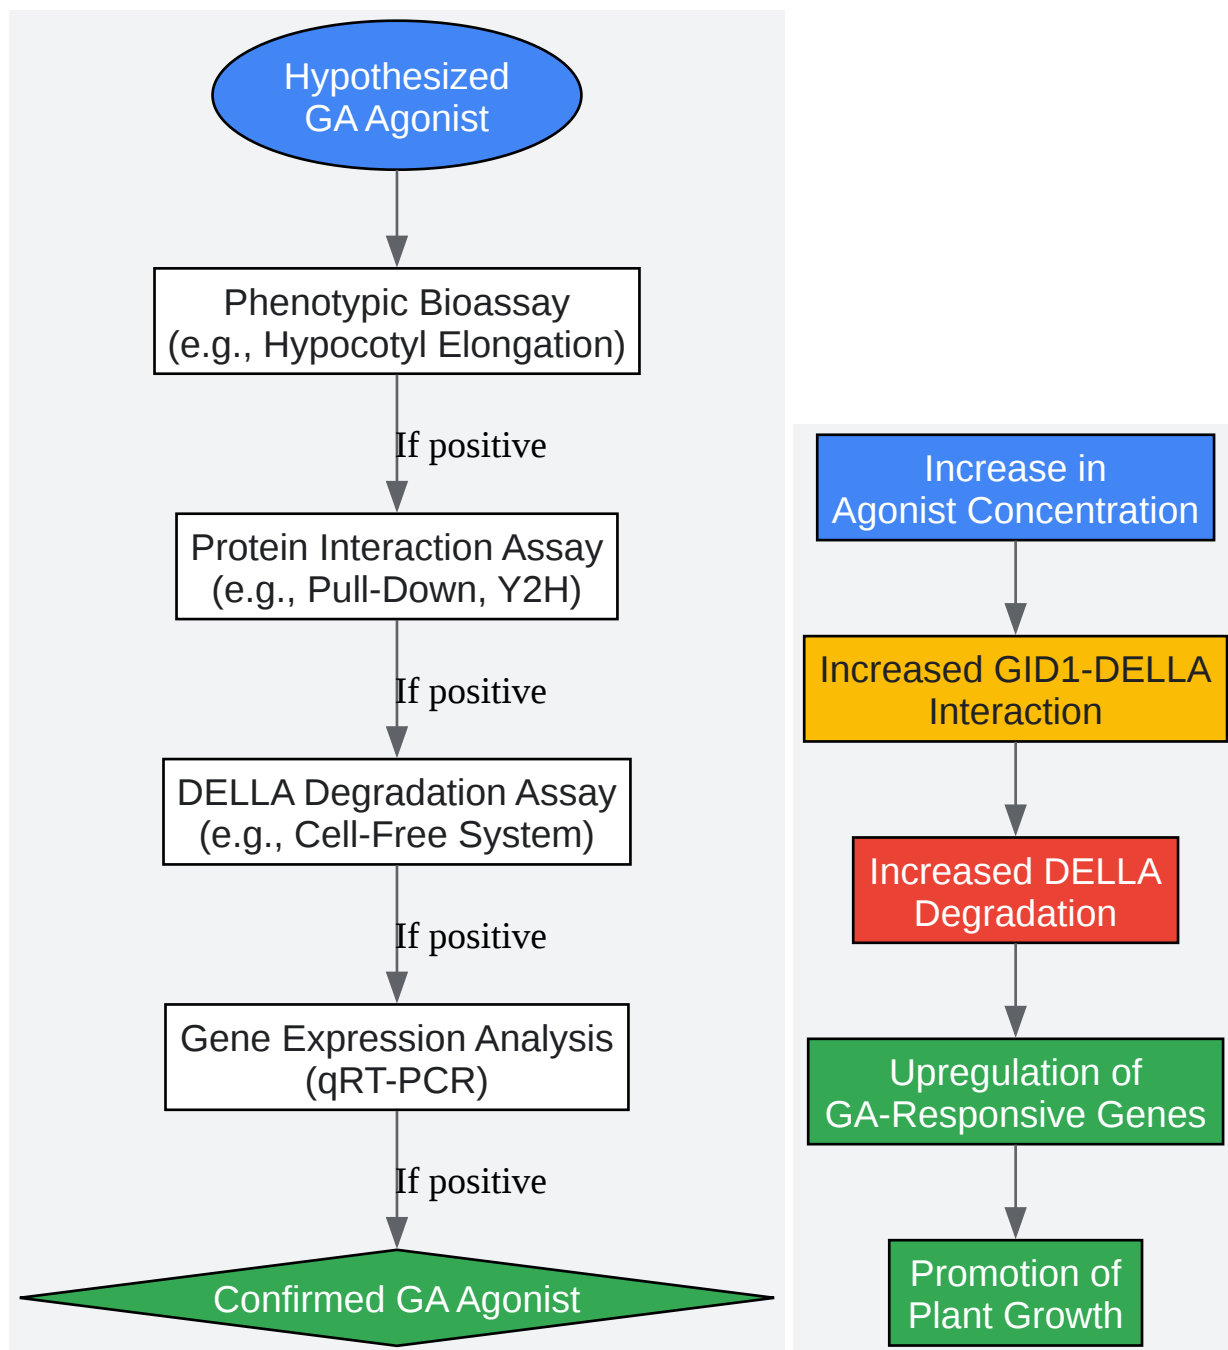 Hypothesized
GA Agonist
Phenotypic Bioassay
(e.g., Hypocotyl Elongation)
If positive
Protein Interaction Assay
(e.g., Pull-Down, Y2H)
If positive
DELLA Degradation Assay
(e.g., Cell-Free System)
If positive
Gene Expression Analysis
(qRT-PCR)
If positive
Confirmed GA Agonist
Increase in
Agonist Concentration
Increased GID1-DELLA
Interaction
Increased DELLA
Degradation
Upregulation of
GA-Responsive Genes
Promotion of
Plant Growth